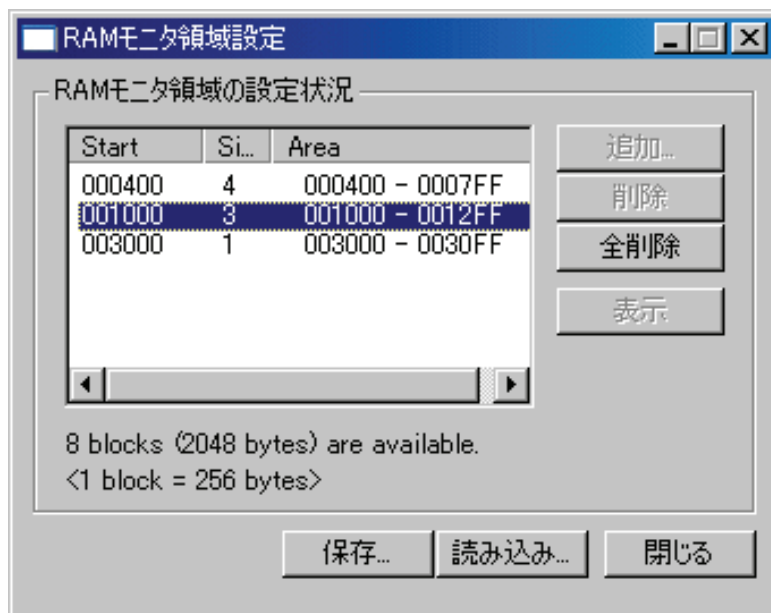 RAMモニタ領域設定
RAMモニタ領域の設定状況
Start Si... Area
000400 4 000400 - 0007FF
001000 3 001000 - 0012FF
003000 1 003000 - 0030FF
追加...
削除
全削除
表示
8 blocks (2048 bytes) are available.
<1 block = 256 bytes>
保存... 読み込み... 閉じる